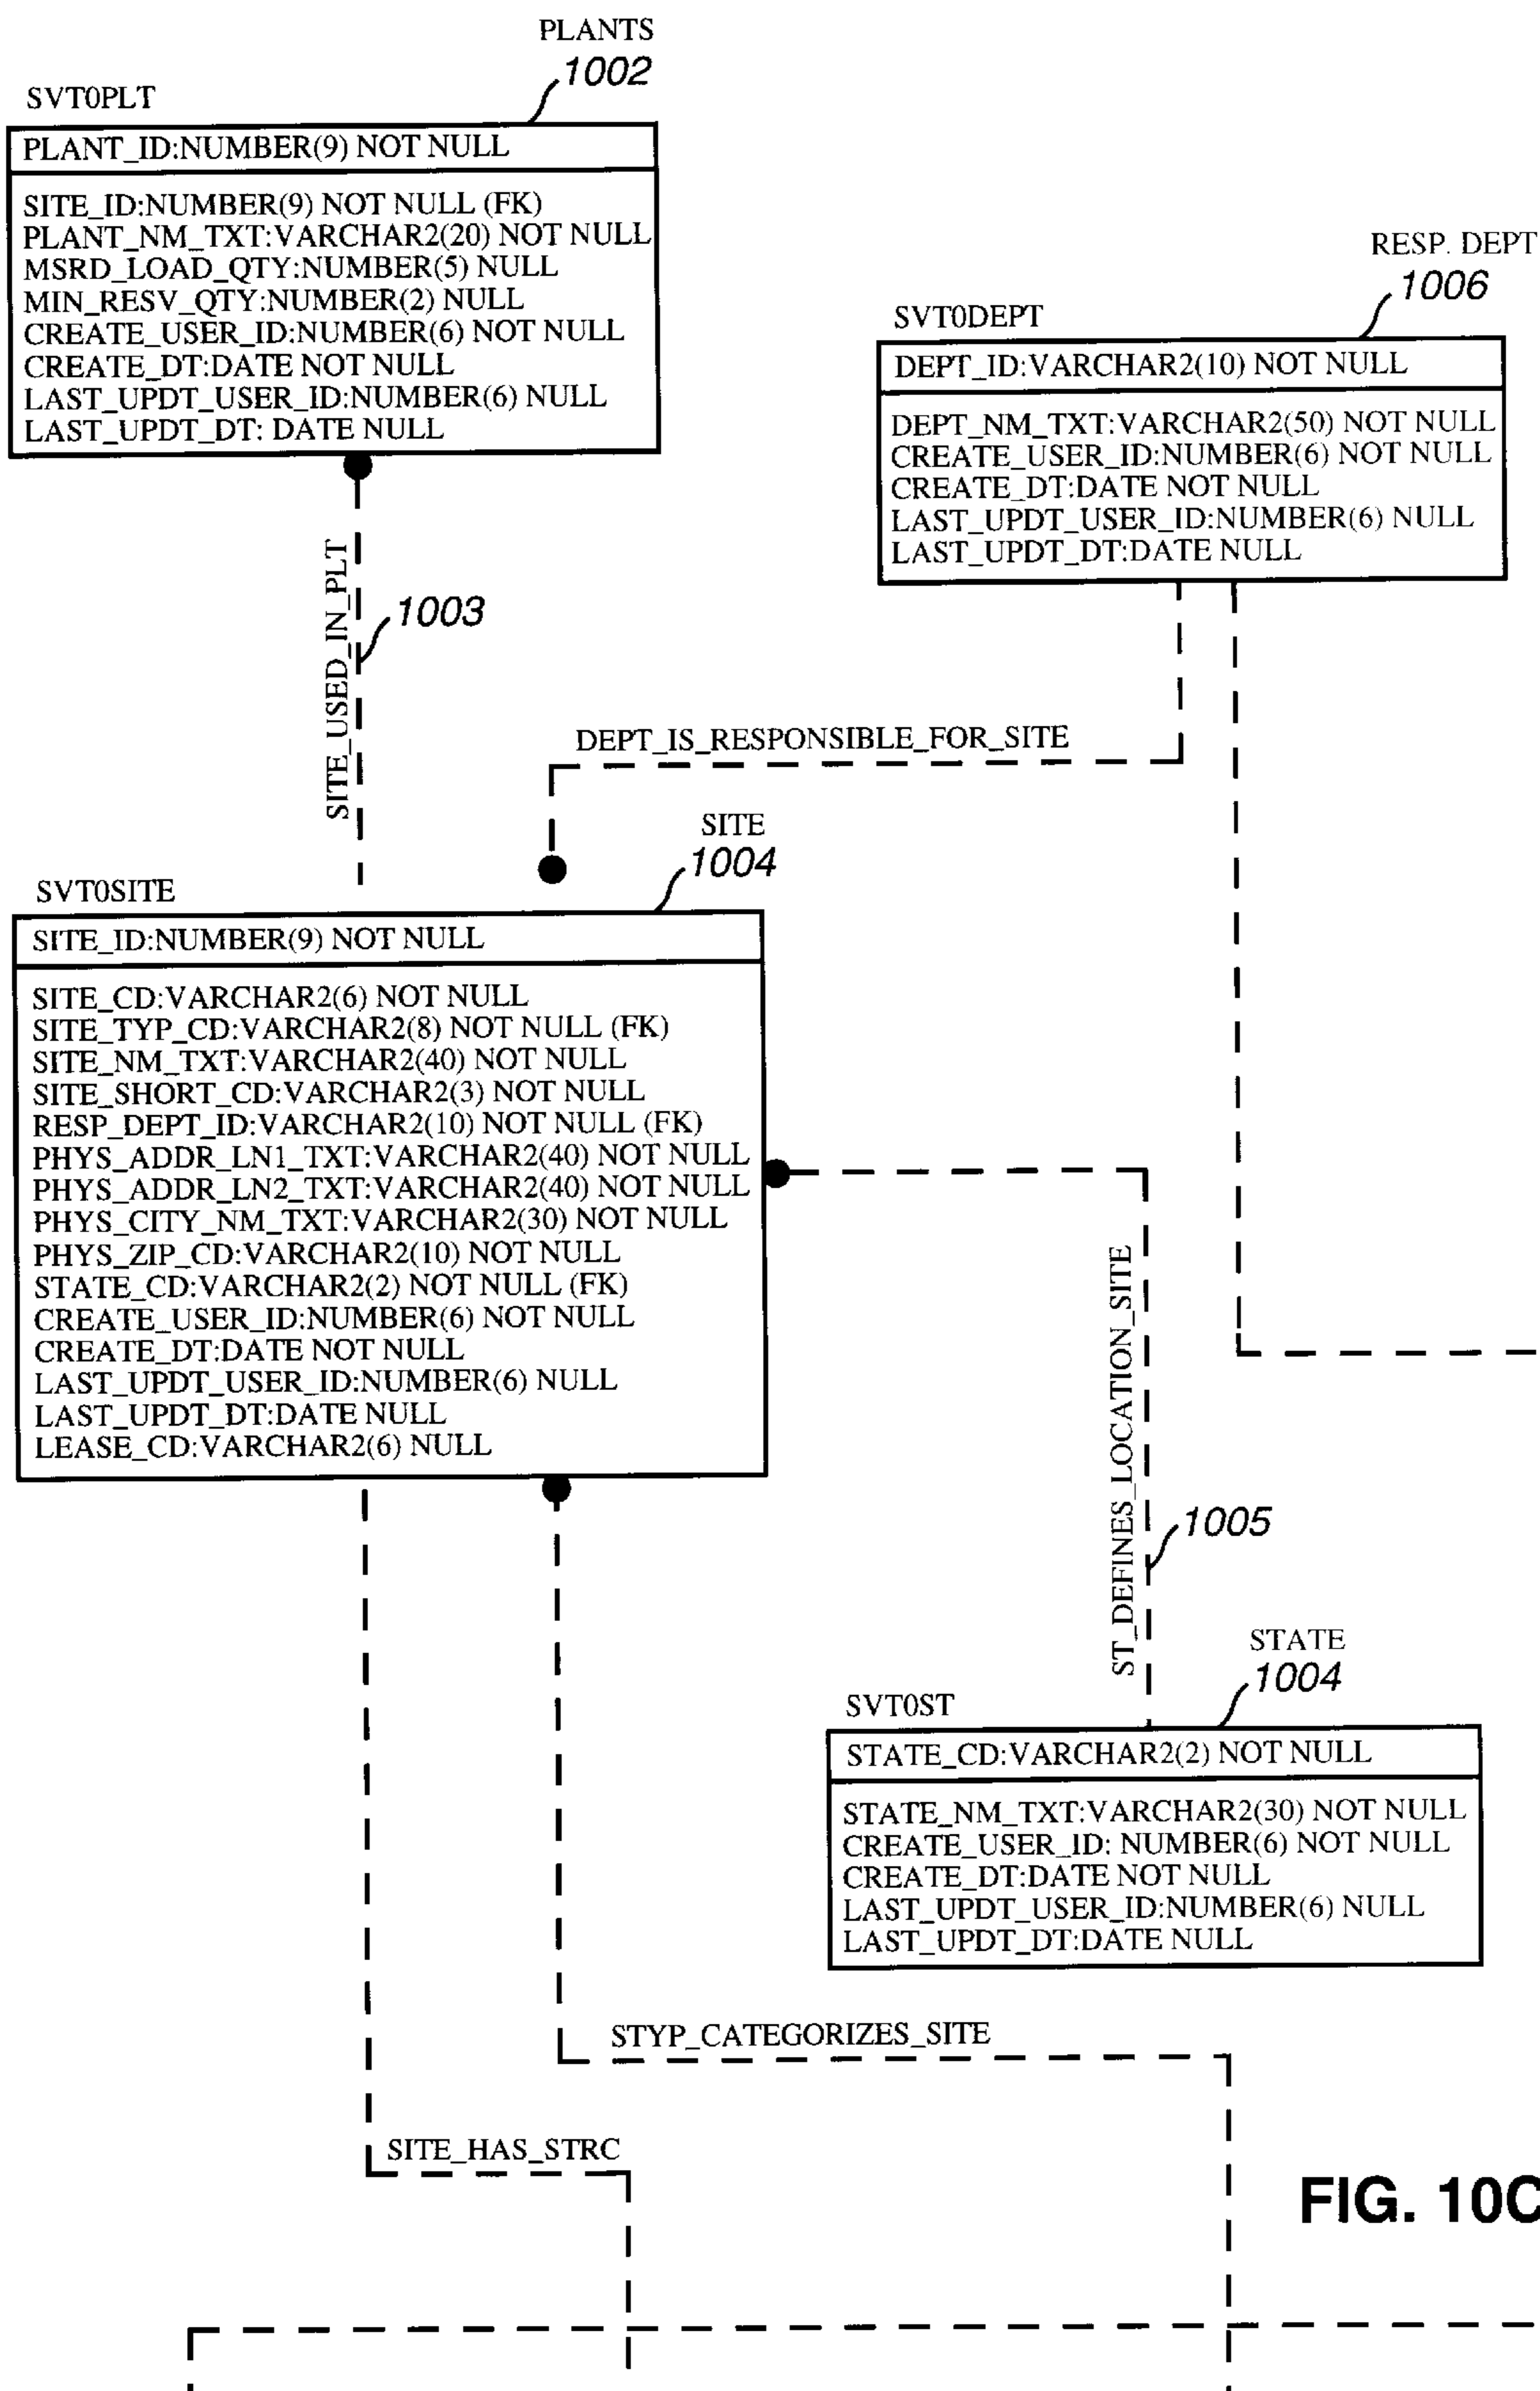 PLANTS
1002
SVT0PLT
PLANT_ID:NUMBER(9) NOT NULL
SITE_ID:NUMBER(9) NOT NULL (FK)
PLANT_NM_TXT:VARCHAR2(20) NOT NULL
MSRD_LOAD_QTY:NUMBER(5) NULL
MIN_RESV_QTY:NUMBER(2) NULL
CREATE_USER_ID:NUMBER(6) NOT NULL
CREATE_DT:DATE NOT NULL
LAST_UPDT_USER_ID:NUMBER(6) NULL
LAST_UPDT_DT: DATE NULL
RESP. DEPT
1006
SVT0DEPT
DEPT_ID:VARCHAR2(10) NOT NULL
DEPT_NM_TXT:VARCHAR2(50) NOT NULL
CREATE_USER_ID:NUMBER(6) NOT NULL
CREATE_DT:DATE NOT NULL
LAST_UPDT_USER_ID:NUMBER(6) NULL
LAST_UPDT_DT:DATE NULL
SITE_USED_IN_PLT
1003
DEPT_IS_RESPONSIBLE_FOR_SITE
SITE
1004
SVT0SITE
SITE_ID:NUMBER(9) NOT NULL
SITE_CD:VARCHAR2(6) NOT NULL
SITE_TYP_CD:VARCHAR2(8) NOT NULL (FK)
SITE_NM_TXT:VARCHAR2(40) NOT NULL
SITE_SHORT_CD:VARCHAR2(3) NOT NULL
RESP_DEPT_ID:VARCHAR2(10) NOT NULL (FK)
PHYS_ADDR_LN1_TXT:VARCHAR2(40) NOT NULL
PHYS_ADDR_LN2_TXT:VARCHAR2(40) NOT NULL
PHYS_CITY_NM_TXT:VARCHAR2(30) NOT NULL
PHYS_ZIP_CD:VARCHAR2(10) NOT NULL
STATE_CD:VARCHAR2(2) NOT NULL (FK)
CREATE_USER_ID:NUMBER(6) NOT NULL
CREATE_DT:DATE NOT NULL
LAST_UPDT_USER_ID:NUMBER(6) NULL
LAST_UPDT_DT:DATE NULL
LEASE_CD:VARCHAR2(6) NULL
ST_DEFINES_LOCATION_SITE
1005
STATE
1004
SVT0ST
STATE_CD:VARCHAR2(2) NOT NULL
STATE_NM_TXT:VARCHAR2(30) NOT NULL
CREATE_USER_ID: NUMBER(6) NOT NULL
CREATE_DT:DATE NOT NULL
LAST_UPDT_USER_ID:NUMBER(6) NULL
LAST_UPDT_DT:DATE NULL
STYP_CATEGORIZES_SITE
SITE_HAS_STRC
FIG. 10C